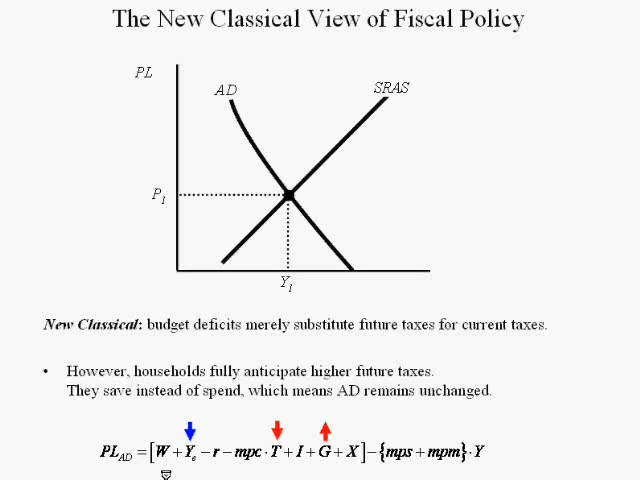 The New Classical View of Fiscal Policy
PL
AD
SRAS
P₁
Y₁
New Classical: budget deficits merely substitute future taxes for current taxes.
• However, households fully anticipate higher future taxes.
They save instead of spend, which means AD remains unchanged.
PL_AD = [W + Yₑ − r − mpc · T + I + G + X] − {mps + mpm} · Y